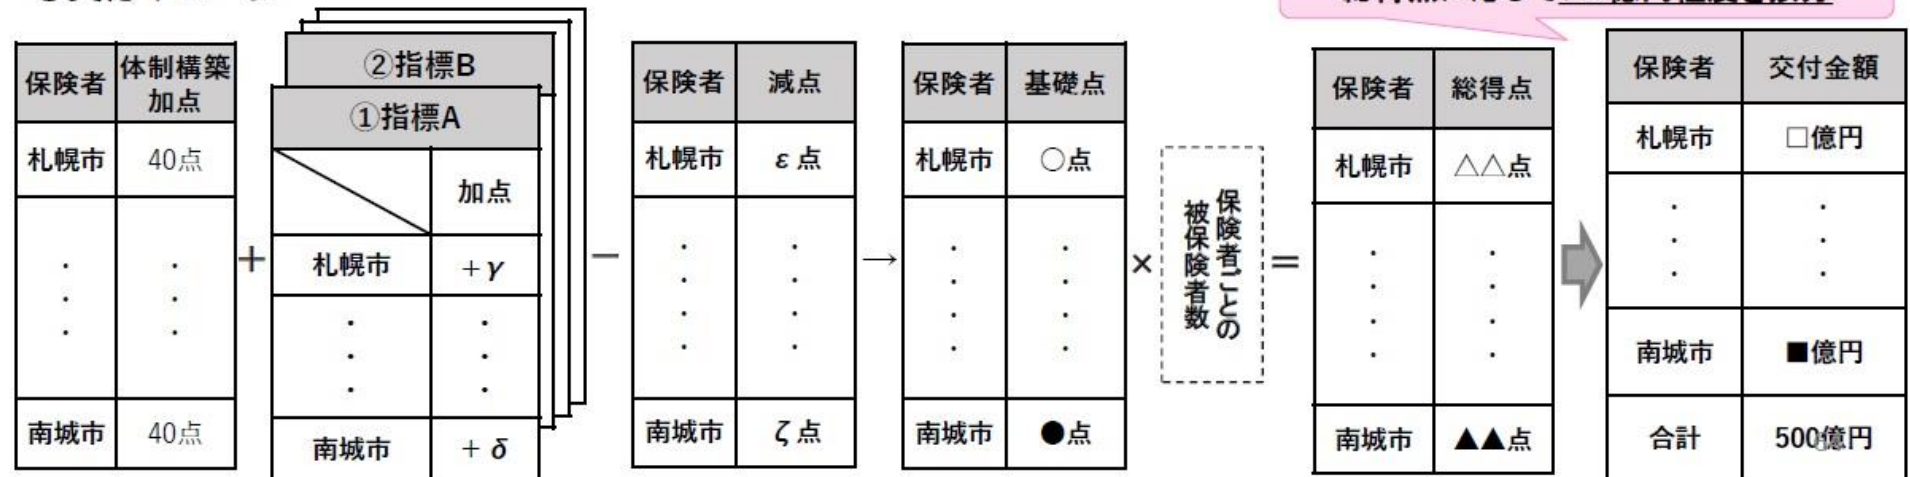 保険者 体制構築加点
札幌市 40点
・ ・
・ ・
・ ・
南城市 40点
＋
②指標B
①指標A
加点
札幌市 +γ
・ ・
・ ・
・ ・
南城市 +δ
−
保険者 減点
札幌市 ε点
・ ・
・ ・
・ ・
・ ・
南城市 ζ点
→
保険者 基礎点
札幌市 ○点
・ ・
・ ・
・ ・
・ ・
南城市 ●点
×
保険者ごとの
被保険者数
＝
保険者 総得点
札幌市 △△点
・ ・
・ ・
・ ・
・ ・
南城市 ▲▲点
保険者 交付金額
札幌市 □億円
・ ・
・ ・
・ ・
南城市 ■億円
合計 500億円